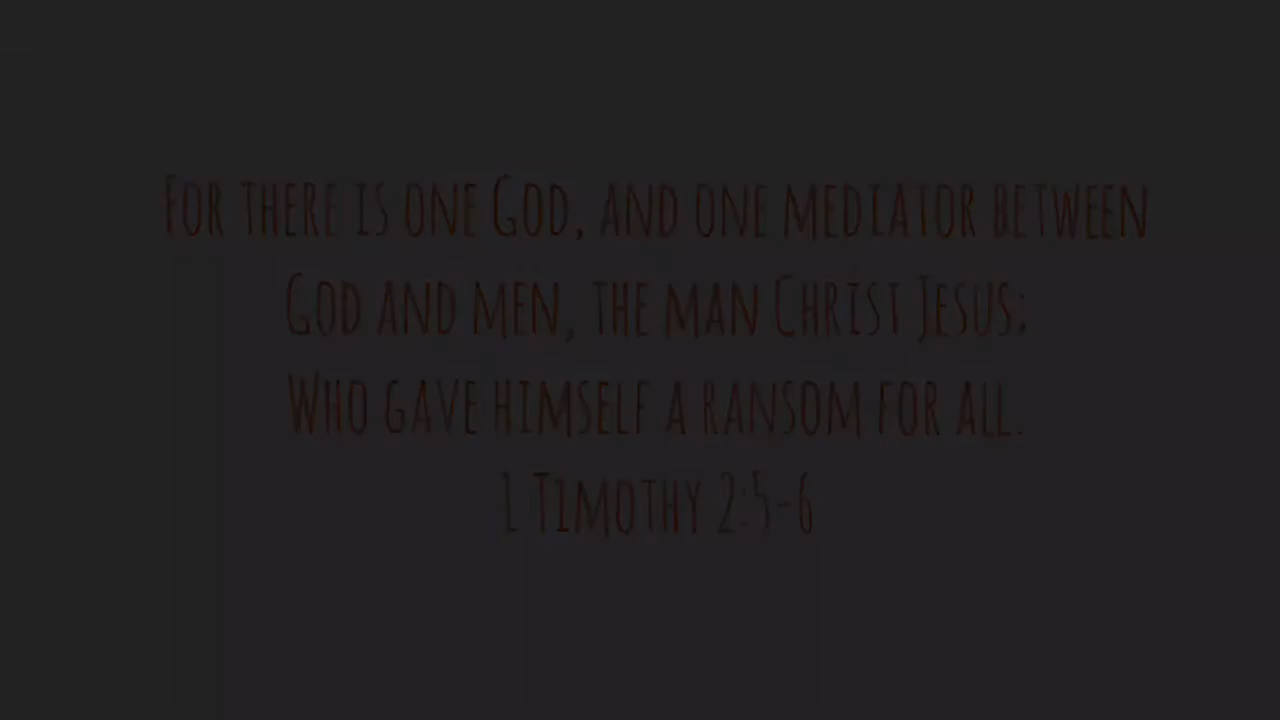 For there is one God, and one mediator between
God and men, the man Christ Jesus;
Who gave himself a ransom for all.
1 Timothy 2:5-6